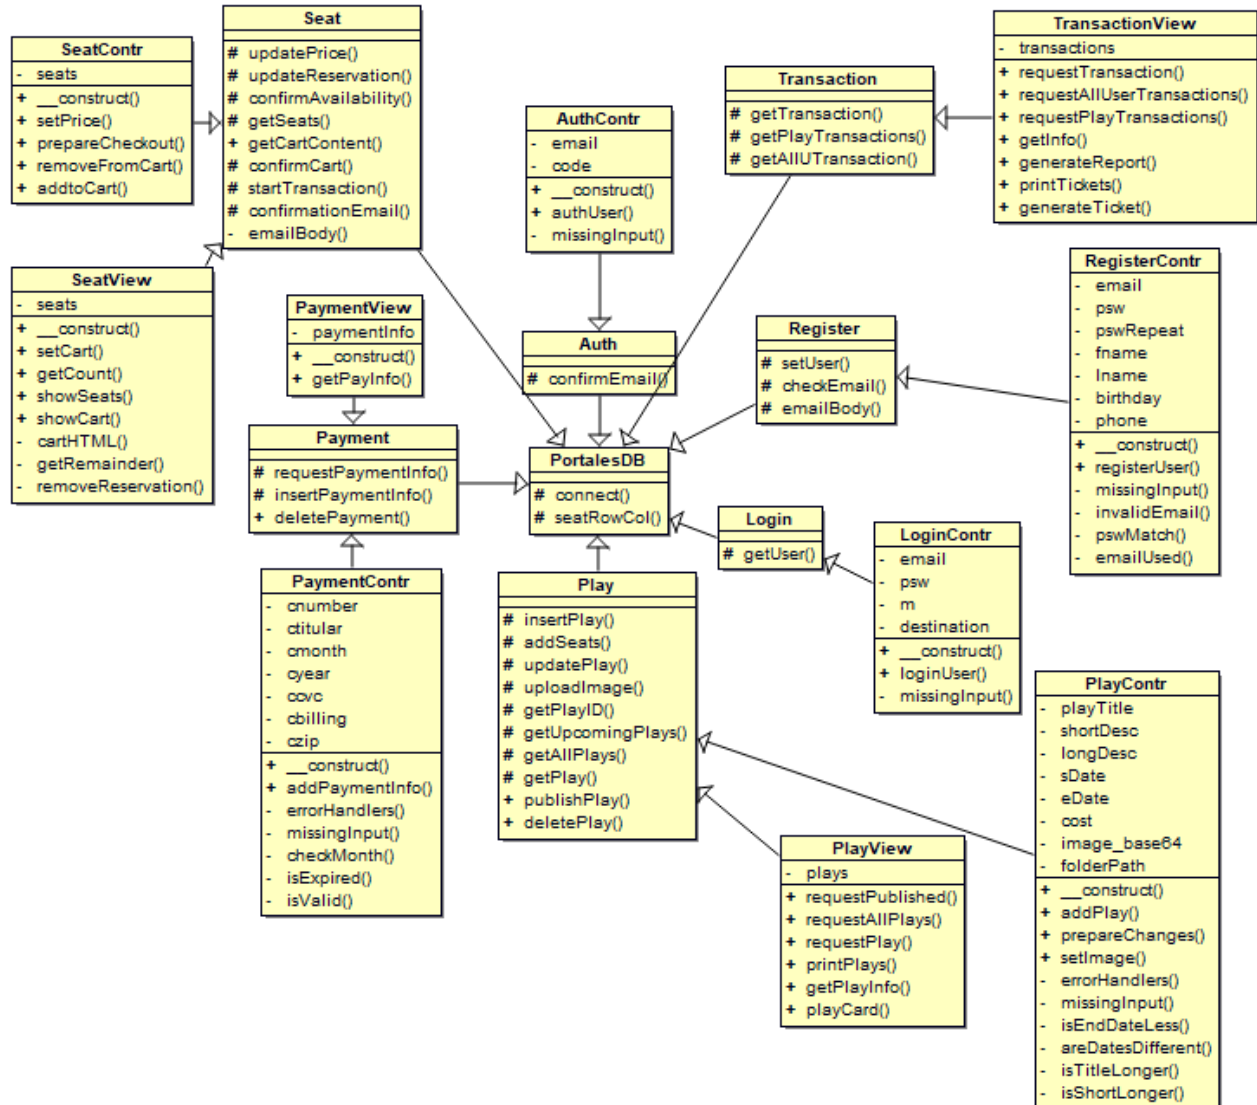 Seat
# updatePrice()
# updateReservation()
# confirmAvailability()
# getSeats()
+ getCartContent()
# confirmCart()
# startTransaction()
# confirmationEmail()
- emailBody()
SeatContr
- seats
+ __construct()
+ setPrice()
+ prepareCheckout()
+ removeFromCart()
+ addtoCart()
SeatView
- seats
+ __construct()
+ setCart()
+ getCount()
+ showSeats()
+ showCart()
- cartHTML()
- getRemainder()
- removeReservation()
AuthContr
- email
- code
+ __construct()
+ authUser()
- missingInput()
Transaction
# getTransaction()
# getPlayTransactions()
# getAllUTransaction()
TransactionView
- transactions
+ requestTransaction()
+ requestAllUserTransactions()
+ requestPlayTransactions()
+ getInfo()
+ generateReport()
+ printTickets()
+ generateTicket()
PaymentView
- paymentInfo
+ __construct()
+ getPayInfo()
Auth
# confirmEmail()
Register
# setUser()
# checkEmail()
# emailBody()
RegisterContr
- email
- psw
- pswRepeat
- fname
- lname
- birthday
- phone
+ __construct()
+ registerUser()
- missingInput()
- invalidEmail()
- pswMatch()
- emailUsed()
Payment
# requestPaymentInfo()
# insertPaymentInfo()
+ deletePayment()
PortalesDB
# connect()
# seatRowCol()
Login
# getUser()
LoginContr
- email
- psw
- m
- destination
+ __construct()
+ loginUser()
- missingInput()
PaymentContr
- cnumber
- ctitular
- cmonth
- cyear
- ccvc
- cbilling
- czip
+ __construct()
+ addPaymentInfo()
- errorHandlers()
- missingInput()
- checkMonth()
- isExpired()
- isValid()
Play
# insertPlay()
# addSeats()
# updatePlay()
# uploadImage()
# getPlayID()
# getUpcomingPlays()
# getAllPlays()
# getPlay()
+ publishPlay()
+ deletePlay()
PlayView
- plays
+ requestPublished()
+ requestAllPlays()
+ requestPlay()
+ printPlays()
+ getPlayInfo()
+ playCard()
PlayContr
- playTitle
- shortDesc
- longDesc
- sDate
- eDate
- cost
- image_base64
- folderPath
+ __construct()
+ addPlay()
+ prepareChanges()
+ setImage()
- errorHandlers()
- missingInput()
- isEndDateLess()
- areDatesDifferent()
- isTitleLonger()
- isShortLonger()